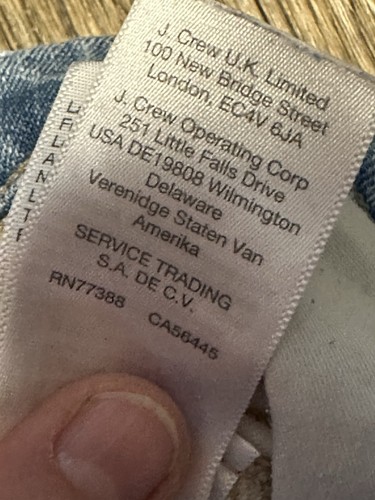 J. Crew U.K. Limited
100 New Bridge Street
London, EC4V 6JA
J. Crew Operating Corp
251 Little Falls Drive
USA DE19808 Wilmington
Delaware
Verenidge Staten Van
Amerika
SERVICE TRADING
S.A. DE C.V.
RN77388 CA56445